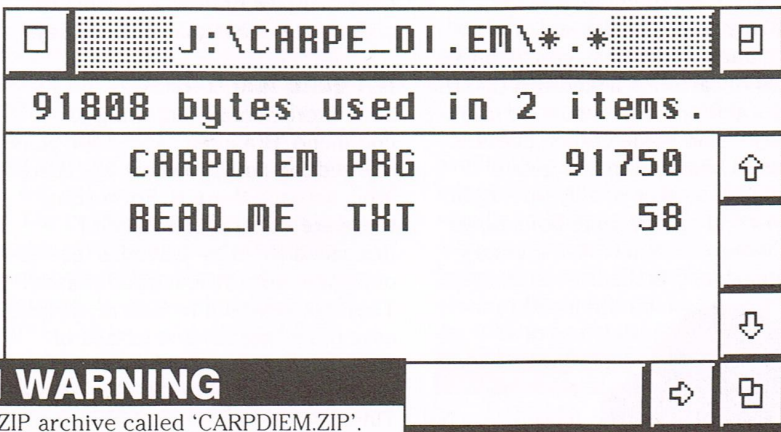 J:\CARPE_DI.EM\*.*
91808 bytes used in 2 items.
CARPDIEM PRG 91750
READ_ME TXT 58
WARNING
ZIP archive called ‘CARPDIEM.ZIP’.